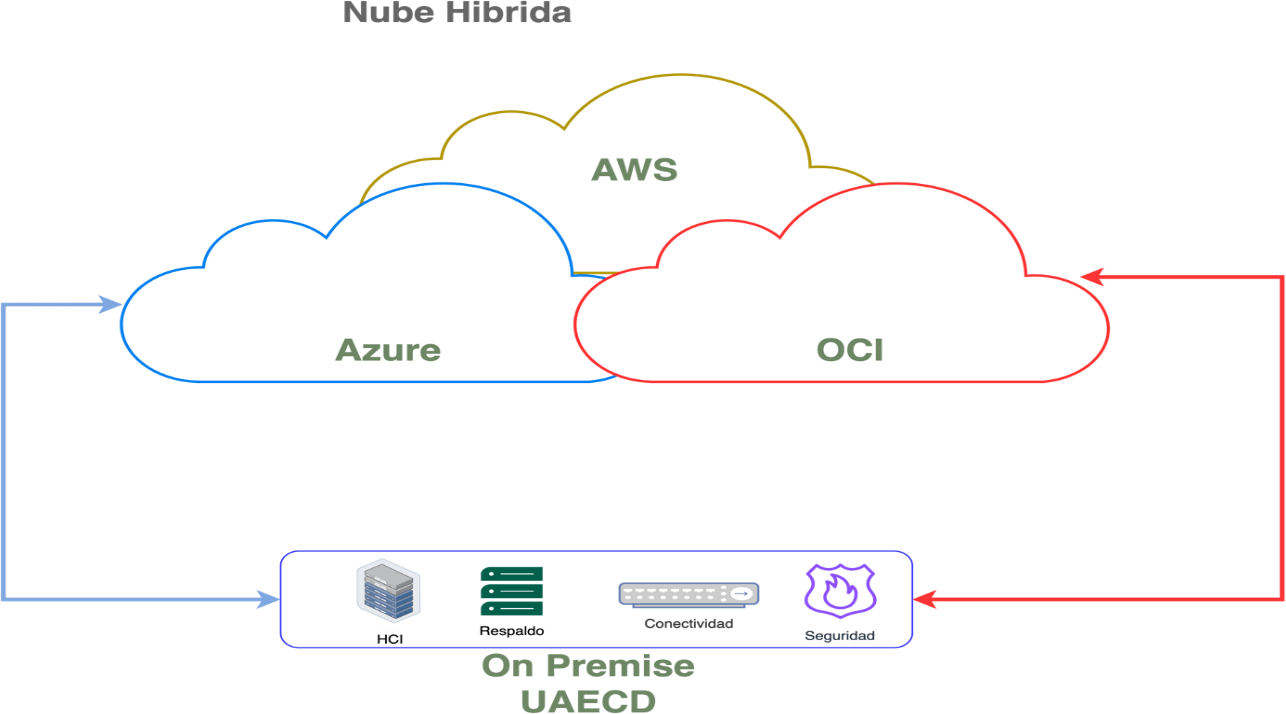 Nube Hibrida
AWS
Azure
OCI
HCI
Respaldo
Conectividad
Seguridad
On Premise
UAECD